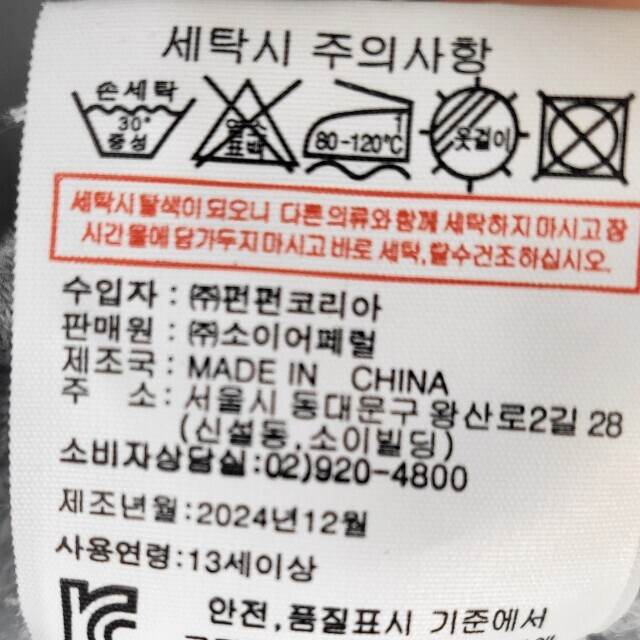 세탁시 주의사항
손세탁
30°
중성
염소
표백
80-120℃
1
옷걸이
세탁시 탈색이 되오니 다른 의류와 함께 세탁하지 마시고 장
시간 물에 담가두지 마시고 바로 세탁, 탈수건조 하십시오.
수입자 : ㈜펀펀코리아
판매원 : ㈜소이어페럴
제조국 : MADE IN CHINA
주 소 : 서울시 동대문구 왕산로2길 28
(신설동,소이빌딩)
소비자상담실:02)920-4800
제조년월:2024년12월
사용연령:13세이상
안전,품질표시 기준에서